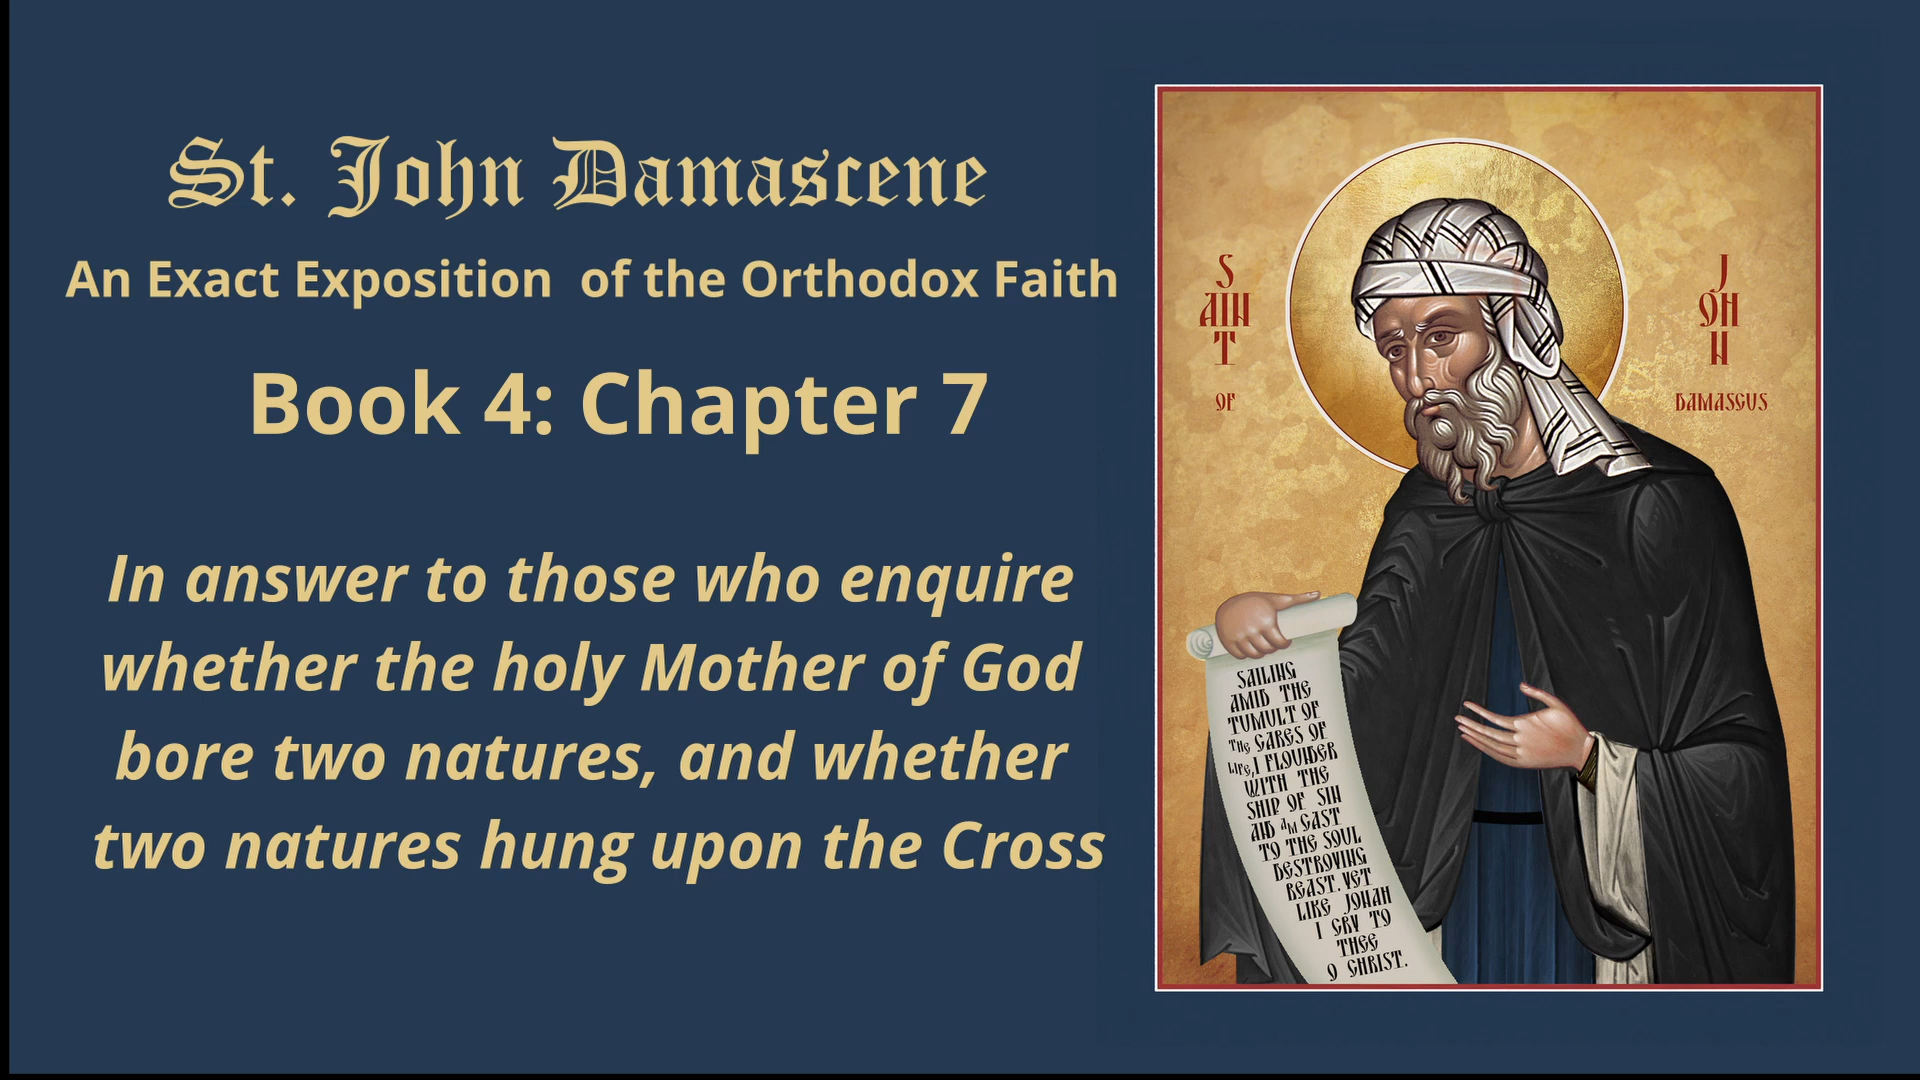 St. John Damascene
An Exact Exposition of the Orthodox Faith
Book 4: Chapter 7
In answer to those who enquire
whether the holy Mother of God
bore two natures, and whether
two natures hung upon the Cross
S
AIN
T
OF
J
OH
N
DAMASCUS
SAILING
AMID THE
TUMULT OF
THE CARES OF
LIFE, I FLOUNDER
WITH THE
SHIP OF SIN
AND AM CAST
TO THE SOUL
DESTROYING
BEAST. YET
LIKE JONAH
I CRY TO
THEE
O CHRIST.